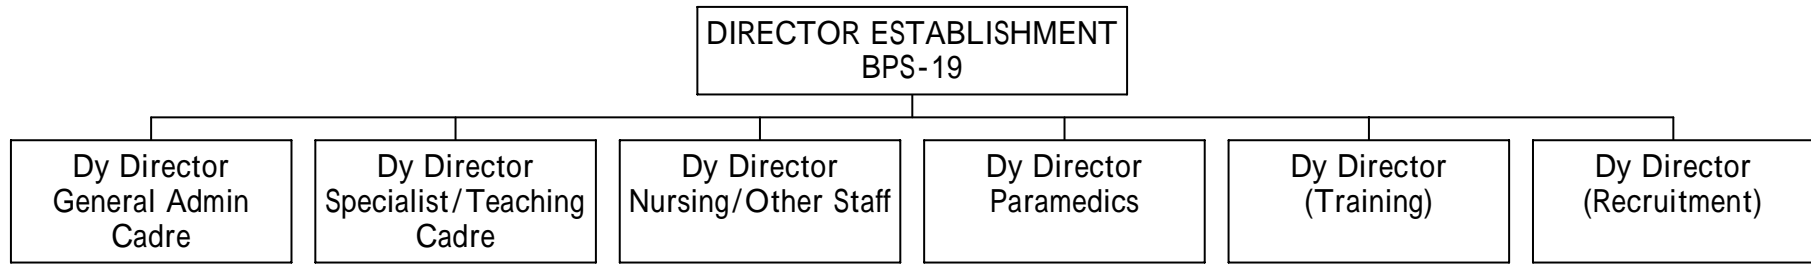 DIRECTOR ESTABLISHMENT
BPS-19
Dy Director
General Admin
Cadre
Dy Director
Specialist/Teaching
Cadre
Dy Director
Nursing/Other Staff
Dy Director
Paramedics
Dy Director
(Training)
Dy Director
(Recruitment)